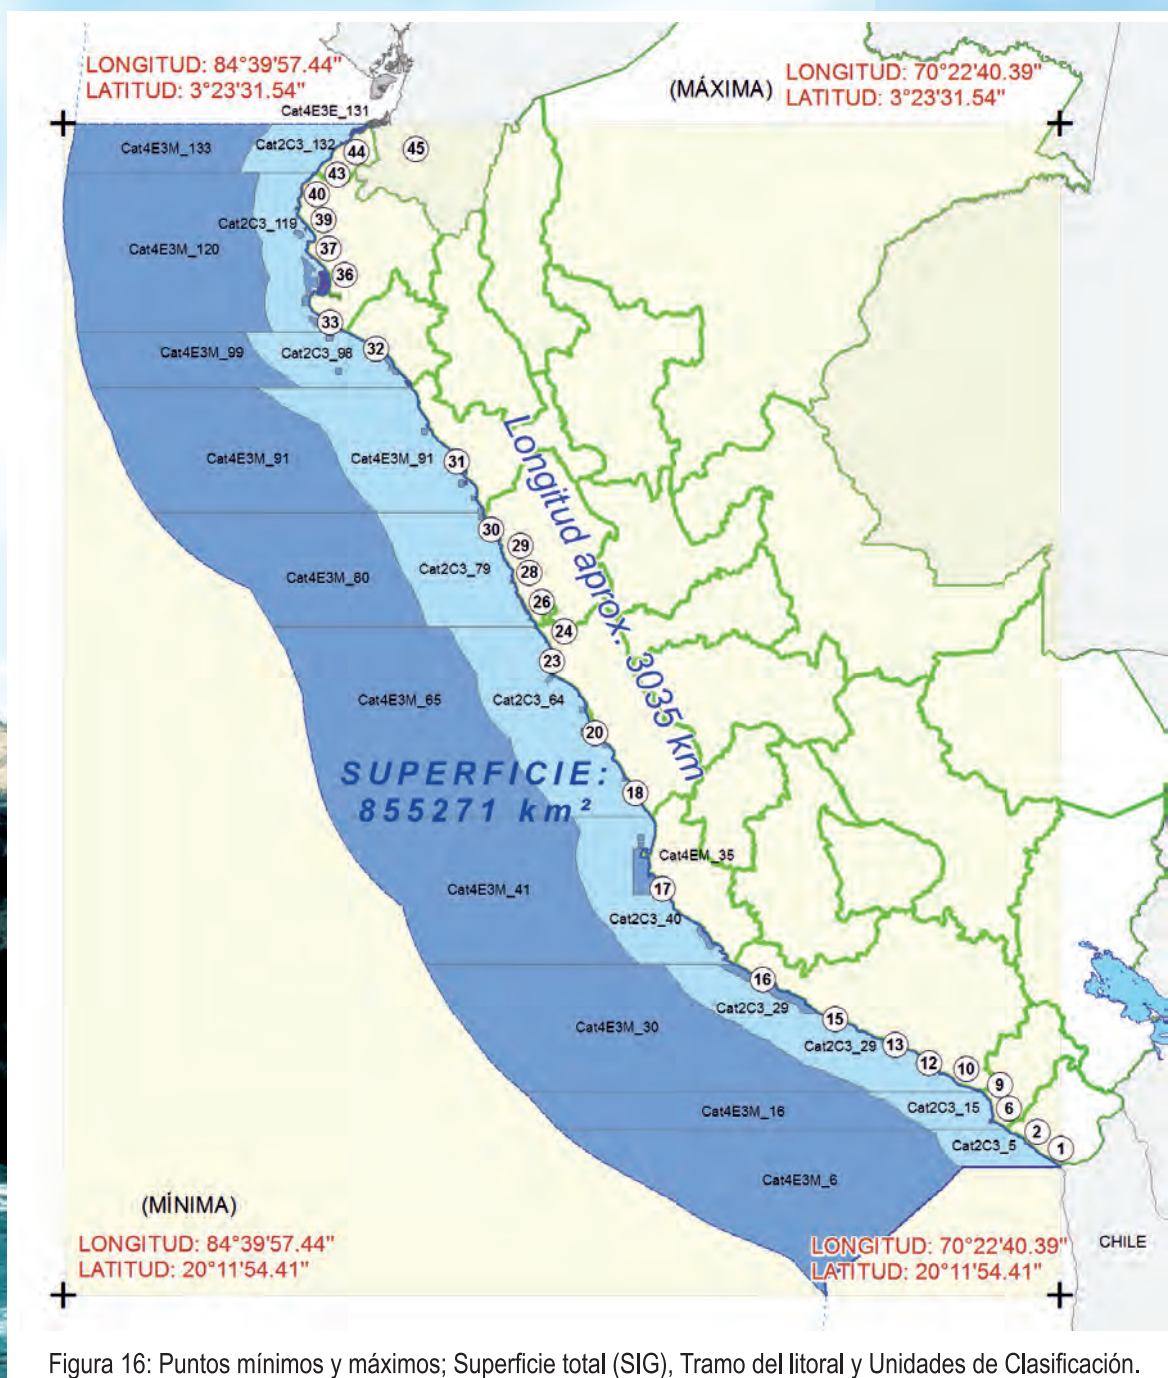 LONGITUD: 84°39'57.44"
LATITUD: 3°23'31.54"
(MÁXIMA)
LONGITUD: 70°22'40.39"
LATITUD: 3°23'31.54"
Cat4E3E_131
Cat4E3M_133
Cat2C3_132
44
45
43
40
Cat2C3_119
39
Cat4E3M_120
37
36
33
Cat4E3M_99
Cat2C3_98
32
Cat4E3M_91
Cat4E3M_91
31
Longitud aprox. 3035 km
30
29
Cat4E3M_80
Cat2C3_79
28
26
24
23
Cat4E3M_65
Cat2C3_64
20
SUPERFICIE:
855271 km²
18
Cat4EM_35
Cat4E3M_41
17
Cat2C3_40
16
Cat2C3_29
15
Cat4E3M_30
Cat2C3_29
13
12
10
9
Cat4E3M_16
Cat2C3_15
6
2
Cat2C3_5
1
Cat4E3M_6
(MÍNIMA)
LONGITUD: 84°39'57.44"
LATITUD: 20°11'54.41"
LONGITUD: 70°22'40.39"
LATITUD: 20°11'54.41"
CHILE
Figura 16: Puntos mínimos y máximos; Superficie total (SIG), Tramo del litoral y Unidades de Clasificación.